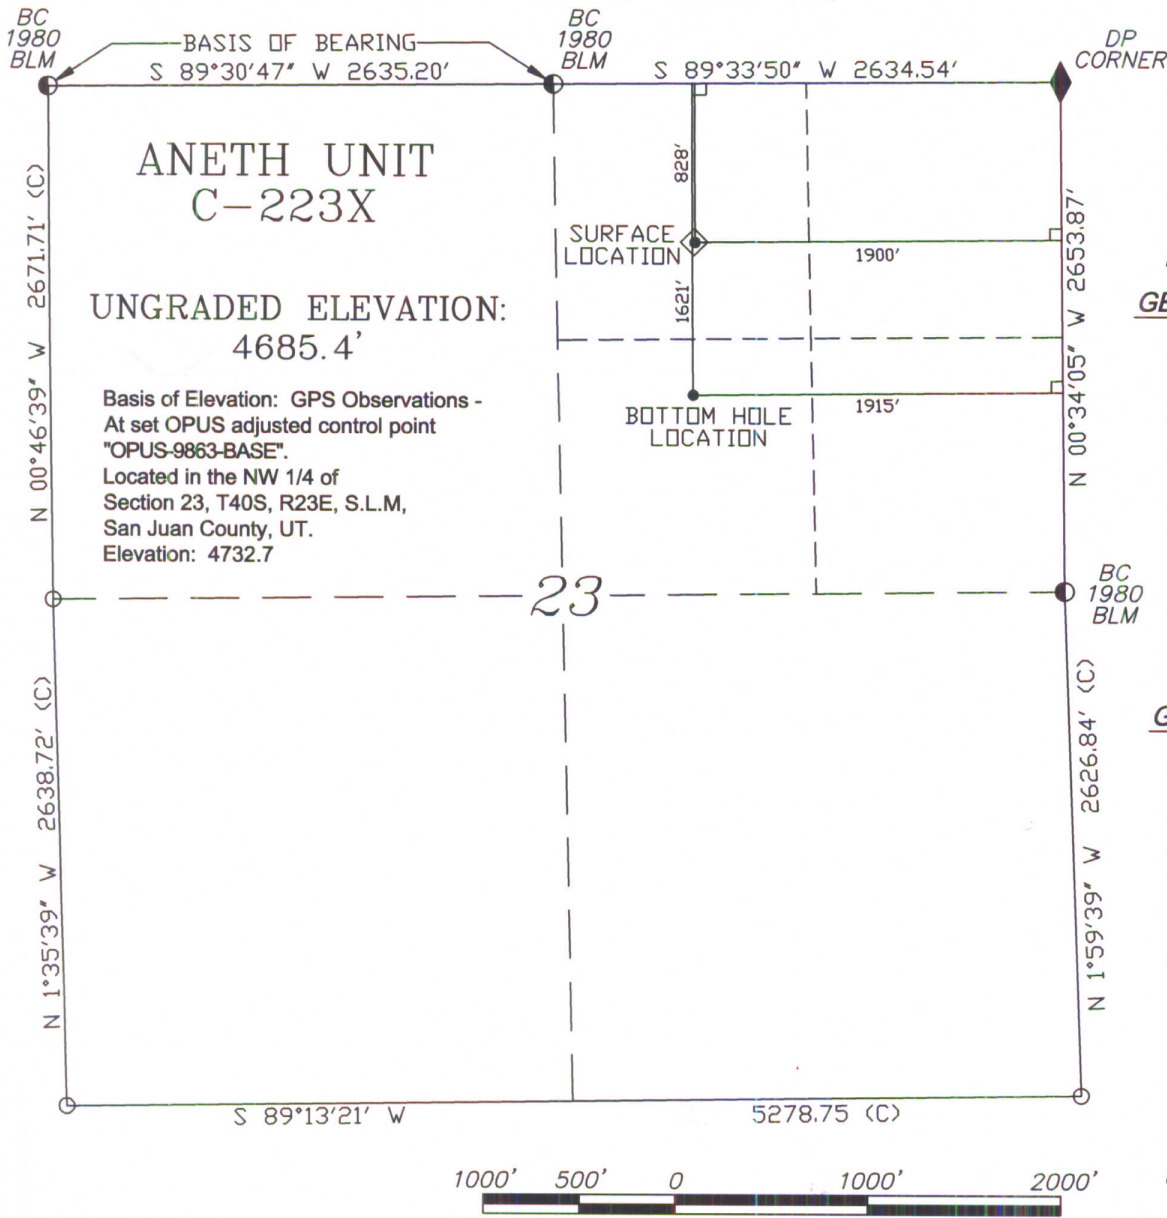 BC
1980
BLM
BASIS OF BEARING
BC
1980
BLM
DP
CORNER
S 89°30'47" W 2635.20'
S 89°33'50" W 2634.54'
ANETH UNIT
C-223X
UNGRADED ELEVATION:
4685.4'
Basis of Elevation: GPS Observations -
At set OPUS adjusted control point
"OPUS-9863-BASE".
Located in the NW 1/4 of
Section 23, T40S, R23E, S.L.M,
San Juan County, UT.
Elevation: 4732.7
N 00°46'39" W 2671.71' (C)
828'
SURFACE
LOCATION
1900'
1621'
BOTTOM HOLE
LOCATION
1915'
N 00°34'05" W 2653.87'
GE
23
BC
1980
BLM
G
N 1°35'39" W 2638.72' (C)
N 1°59'39" W 2626.84' (C)
S 89°13'21' W 5278.75 (C)
1000' 500' 0 1000' 2000'